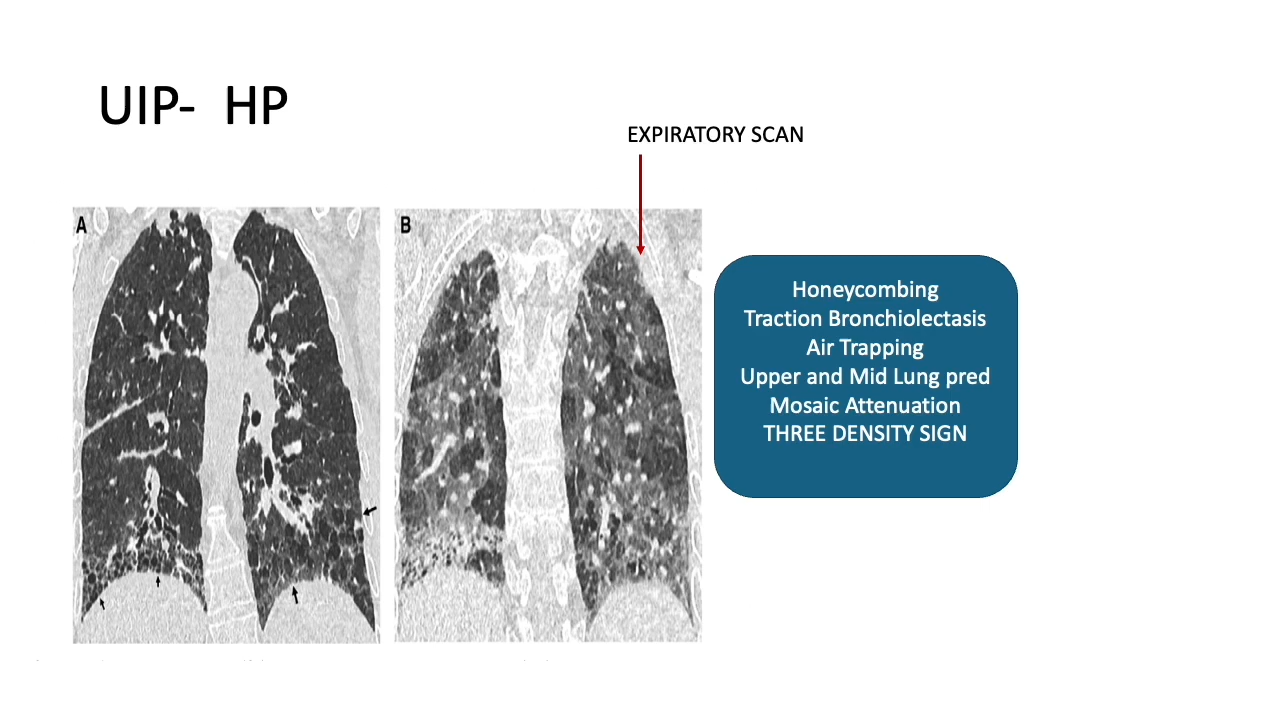 UIP- HP
EXPIRATORY SCAN
A
B
Honeycombing
Traction Bronchiolectasis
Air Trapping
Upper and Mid Lung pred
Mosaic Attenuation
THREE DENSITY SIGN